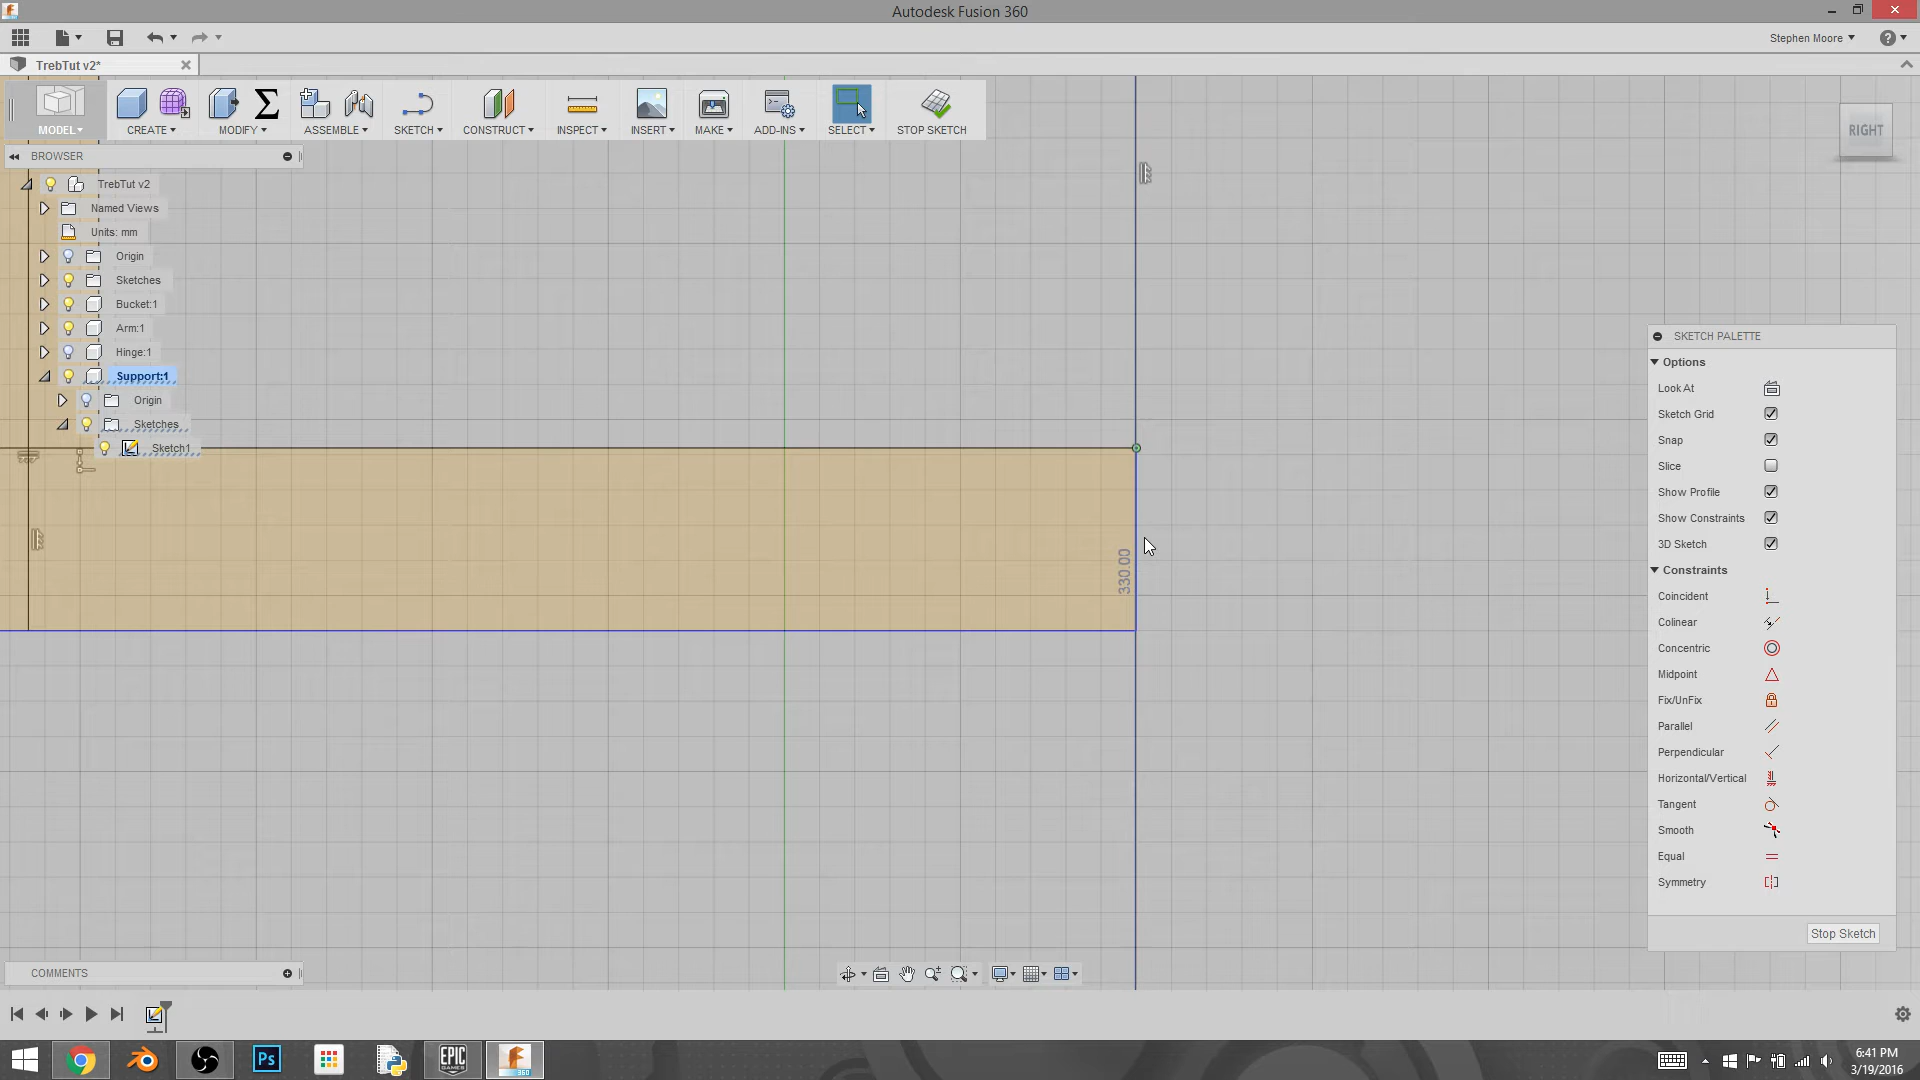 Autodesk Fusion 360
Stephen Moore
TrebTut v2*
MODEL
CREATE
MODIFY
ASSEMBLE
SKETCH
CONSTRUCT
INSPECT
INSERT
MAKE
ADD-INS
SELECT
STOP SKETCH
RIGHT
BROWSER
TrebTut v2
Named Views
Units: mm
Origin
Sketches
Bucket:1
Arm:1
Hinge:1
Support:1
Origin
Sketches
Sketch1
330.00
SKETCH PALETTE
Options
Look At
Sketch Grid
Snap
Slice
Show Profile
Show Constraints
3D Sketch
Constraints
Coincident
Colinear
Concentric
Midpoint
Fix/UnFix
Parallel
Perpendicular
Horizontal/Vertical
Tangent
Smooth
Equal
Symmetry
Stop Sketch
COMMENTS
Ps
EPIC
GAMES
360
6:41 PM
3/19/2016